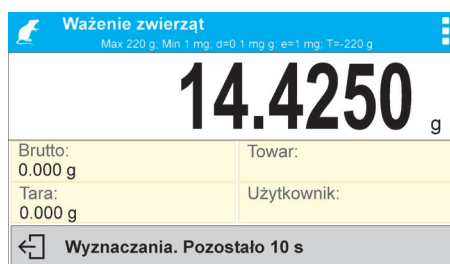 Ważenie zwierząt
Max 220 g; Min 1 mg; d=0.1 mg g; e=1 mg; T=-220 g
14.4250 g
Brutto:
0.000 g
Towar:
Tara:
0.000 g
Użytkownik:
Wyznaczania. Pozostało 10 s